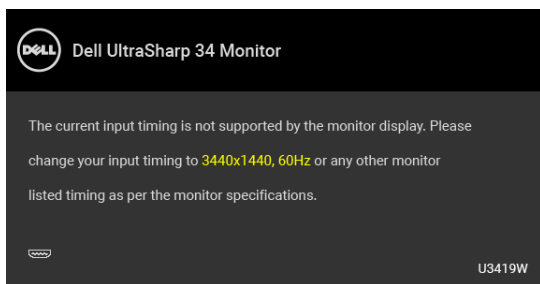 DELL
Dell UltraSharp 34 Monitor
The current input timing is not supported by the monitor display. Please
change your input timing to 3440x1440, 60Hz or any other monitor
listed timing as per the monitor specifications.
U3419W